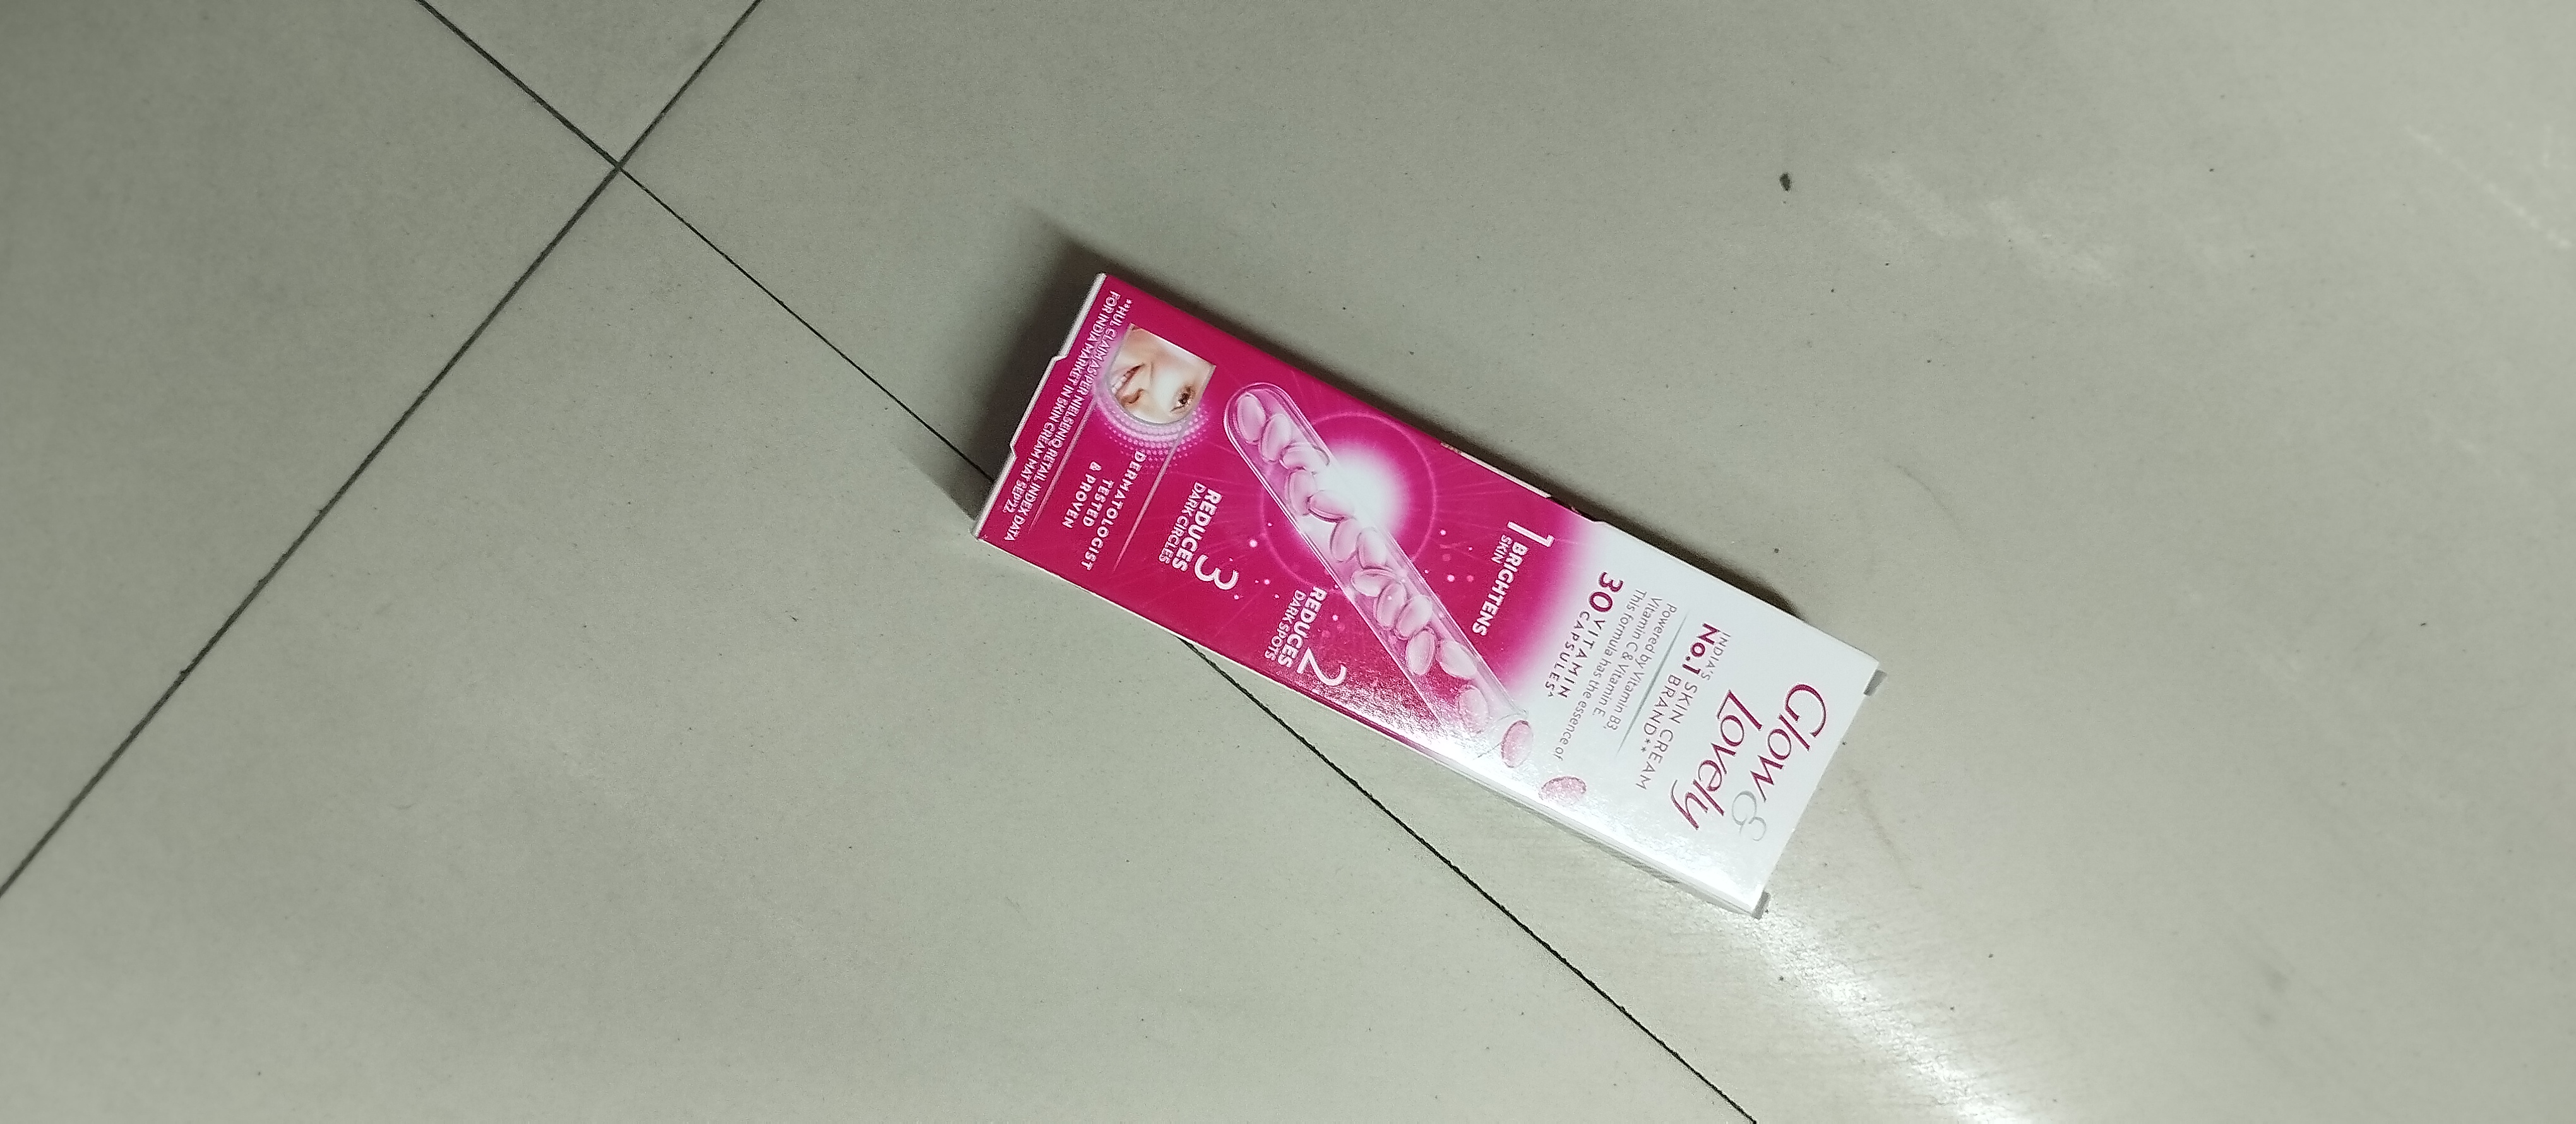 Glow &
Lovely
INDIA'S
No.1 SKIN CREAM
BRAND**
Powered by Vitamin B3,
Vitamin C & Vitamin E.
This formula has the essence of
30 VITAMIN
CAPSULES^
1 BRIGHTENS
SKIN
2
REDUCES
DARK SPOTS
3
REDUCES
DARK CIRCLES
DERMATOLOGIST
TESTED
& PROVEN
**HUL CLAIM AS PER NIELSENIQ RETAIL INDEX DATA
FOR INDIA MARKET IN SKIN CREAM MAT SEP'22.